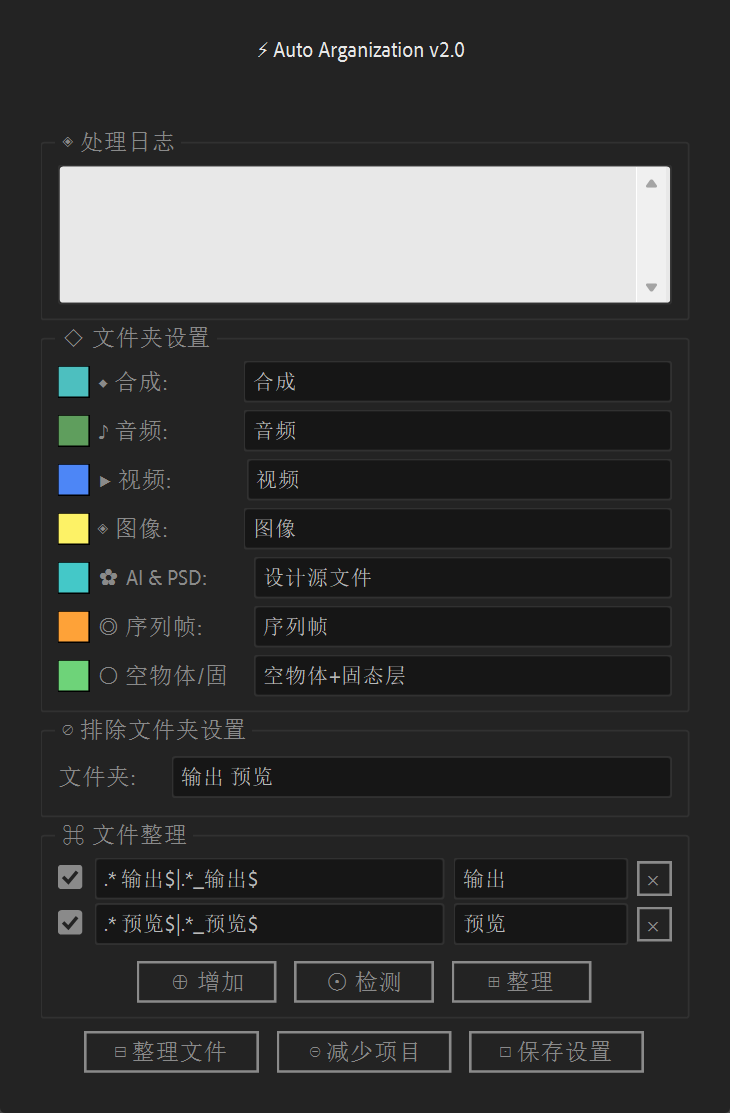 ⚡ Auto Arganization v2.0
◈ 处理日志
◇ 文件夹设置
◆ 合成: 合成
♪ 音频: 音频
▶ 视频: 视频
◈ 图像: 图像
✿ AI & PSD: 设计源文件
◎ 序列帧: 序列帧
○ 空物体/固 空物体+固态层
⊘ 排除文件夹设置
文件夹: 输出 预览
⌘ 文件整理
.* 输出$|.*_输出$ 输出 ×
.* 预览$|.*_预览$ 预览 ×
⊕ 增加 ⊙ 检测 ⊞ 整理
⊟ 整理文件 ⊖ 减少项目 ⊡ 保存设置